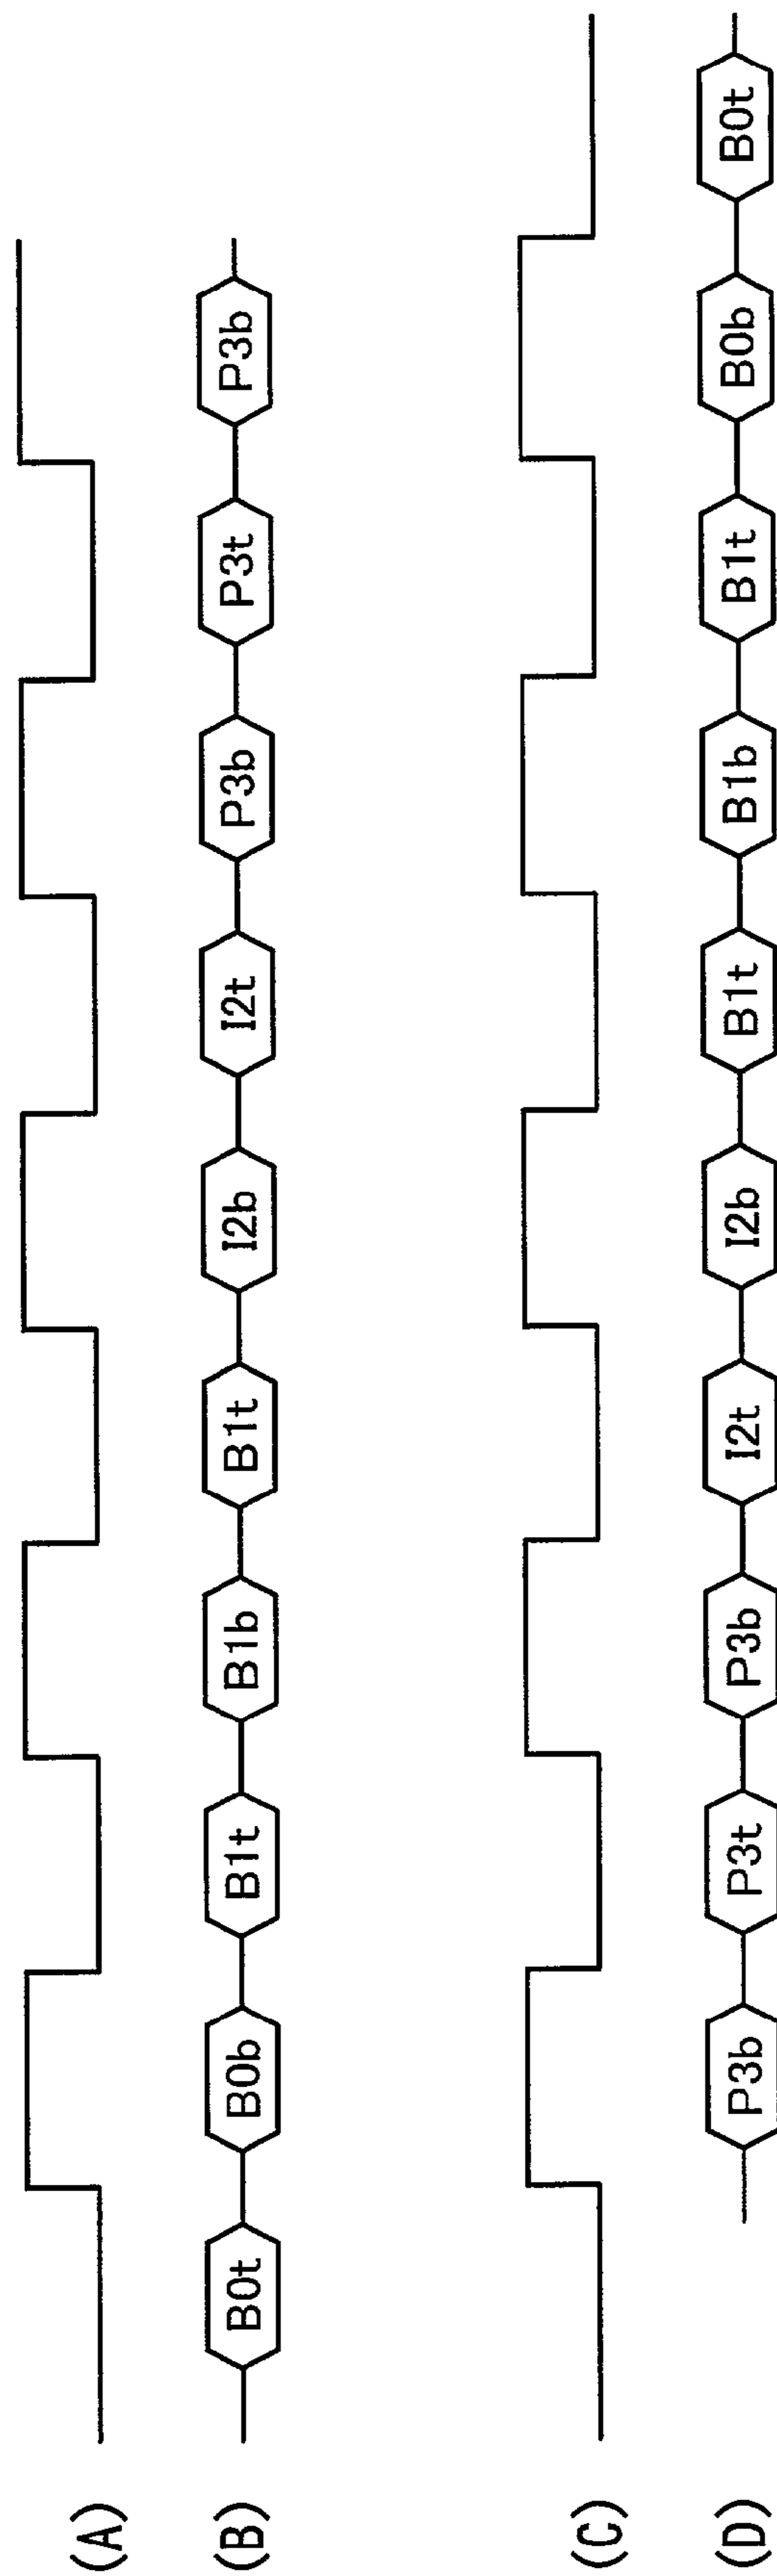 (A)
(B) B0t B0b B1t B1b B1t I2b I2t P3b P3t P3b
(C)
(D) P3b P3t P3b I2t I2b B1t B1b B1t B0b B0t